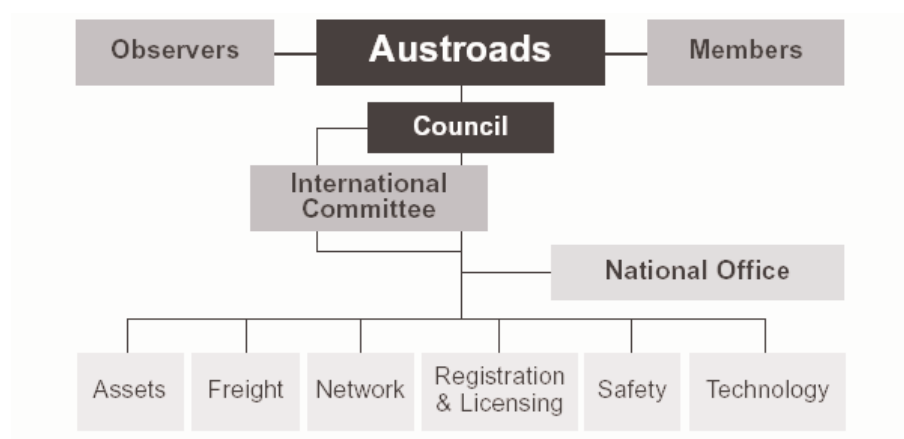 Observers
Austroads
Members
Council
International
Committee
National Office
Assets
Freight
Network
Registration
& Licensing
Safety
Technology